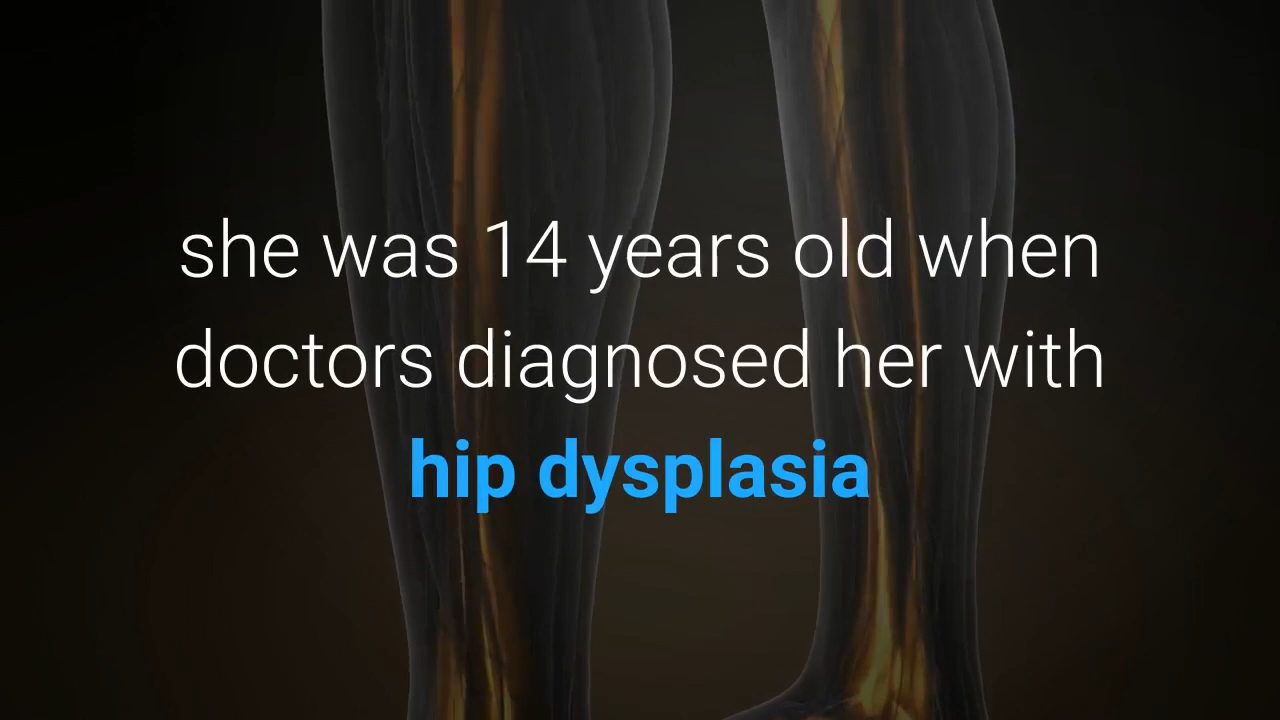 she was 14 years old when
doctors diagnosed her with
hip dysplasia